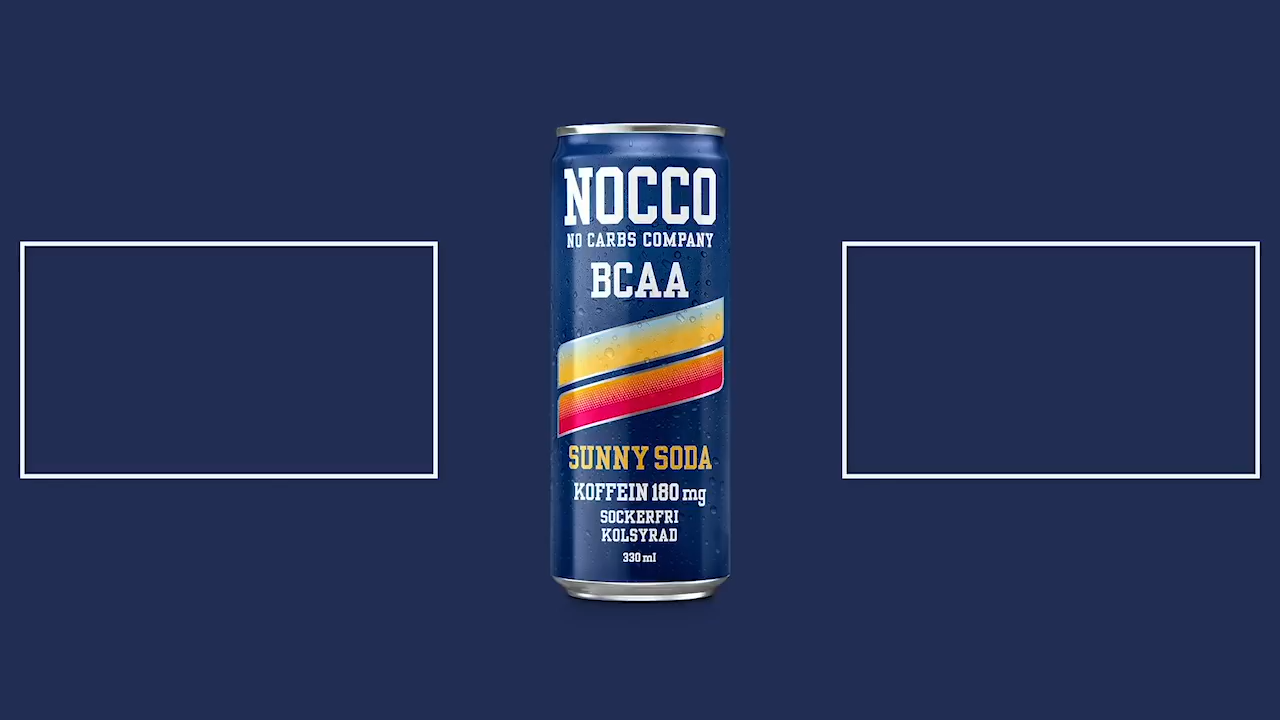 NOCCO
NO CARBS COMPANY
BCAA
SUNNY SODA
KOFFEIN 180 mg
SOCKERFRI
KOLSYRAD
330 ml